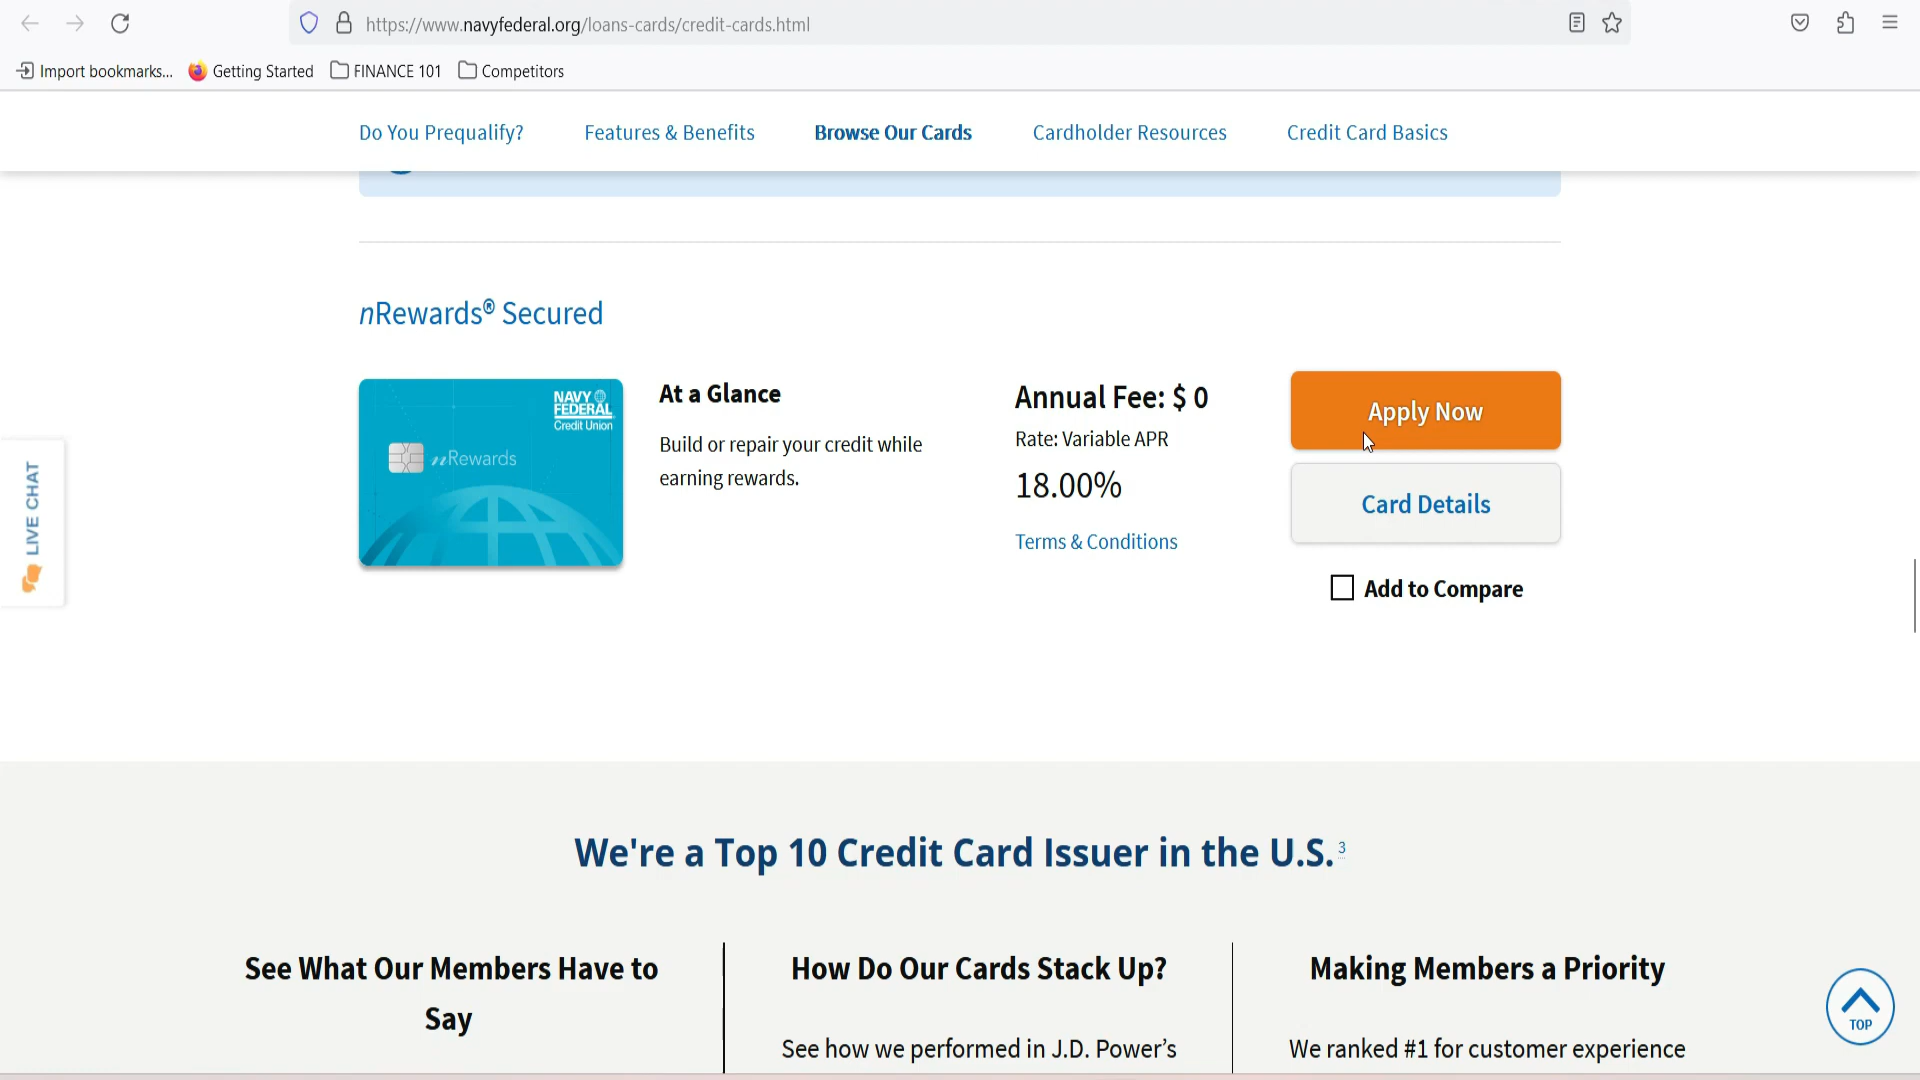 https://www.navyfederal.org/loans-cards/credit-cards.html
Import bookmarks... Getting Started FINANCE 101 Competitors
Do You Prequalify? Features & Benefits Browse Our Cards Cardholder Resources Credit Card Basics
nRewards® Secured
NAVY
FEDERAL
Credit Union
nRewards
At a Glance
Build or repair your credit while
earning rewards.
Annual Fee: $ 0
Rate: Variable APR
18.00%
Terms & Conditions
Apply Now
Card Details
Add to Compare
LIVE CHAT
We're a Top 10 Credit Card Issuer in the U.S. 3
See What Our Members Have to
Say
How Do Our Cards Stack Up?
See how we performed in J.D. Power’s
Making Members a Priority
We ranked #1 for customer experience
TOP